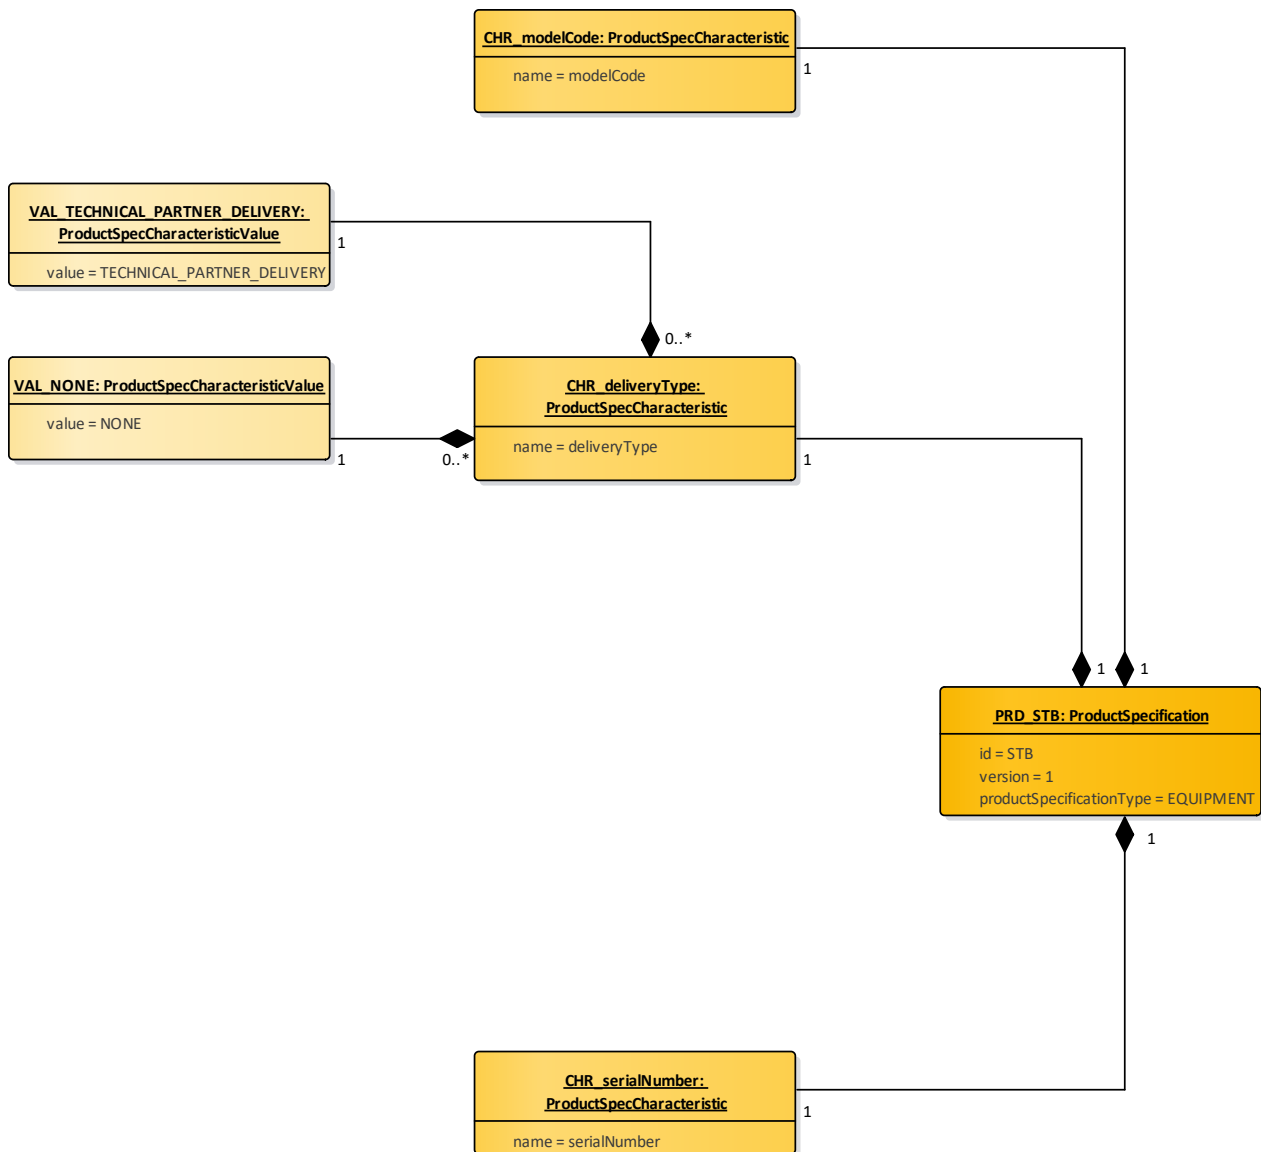 CHR_modelCode: ProductSpecCharacteristic
name = modelCode
1
VAL_TECHNICAL_PARTNER_DELIVERY:
ProductSpecCharacteristicValue
value = TECHNICAL_PARTNER_DELIVERY
1
0..*
VAL_NONE: ProductSpecCharacteristicValue
value = NONE
1
0..*
CHR_deliveryType:
ProductSpecCharacteristic
name = deliveryType
1
1
1
PRD_STB: ProductSpecification
id = STB
version = 1
productSpecificationType = EQUIPMENT
1
CHR_serialNumber:
ProductSpecCharacteristic
name = serialNumber
1